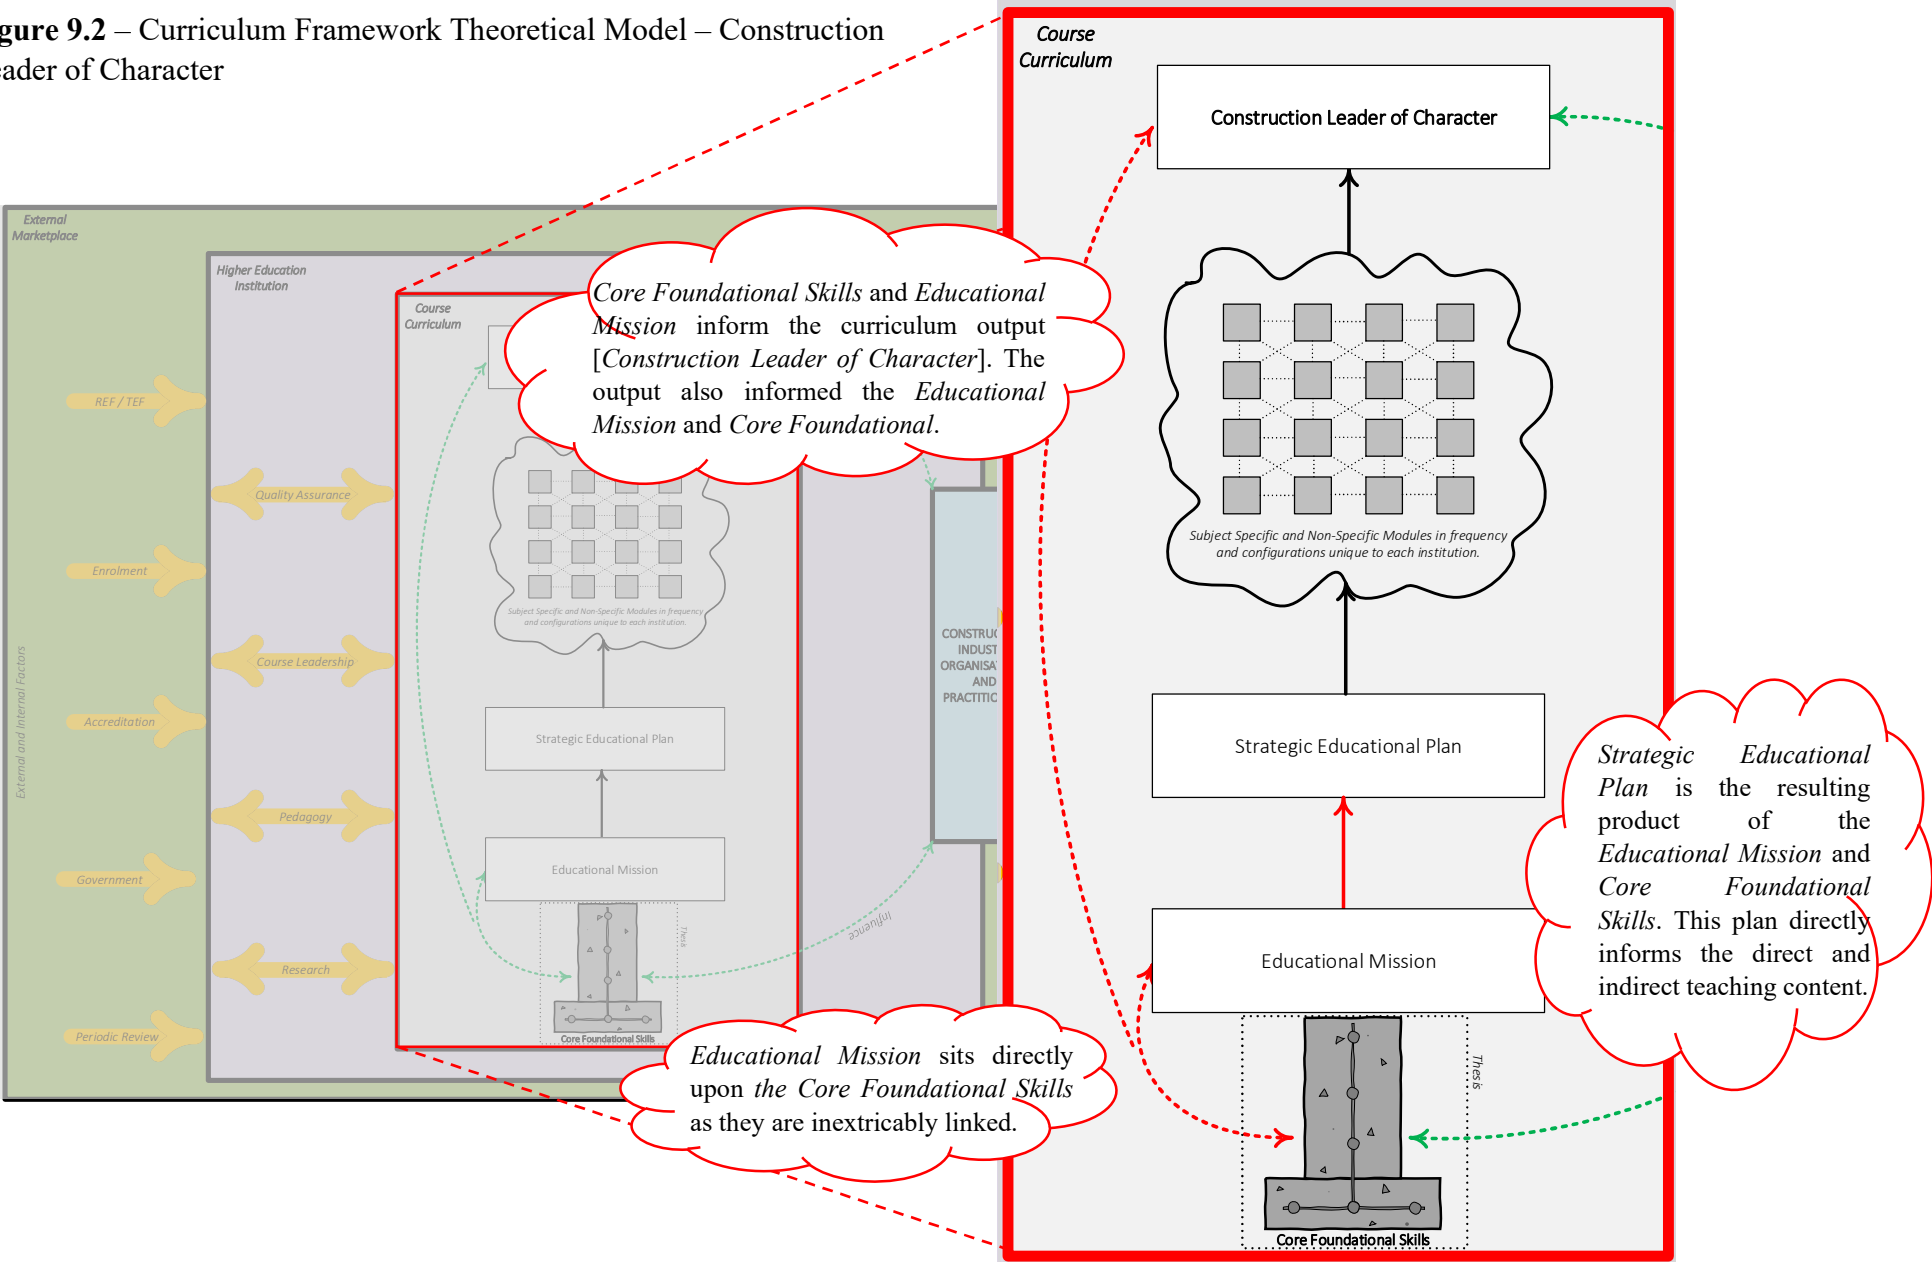 gure 9.2 – Curriculum Framework Theoretical Model – Construction
eader of Character
External
Marketplace
Higher Education
Institution
Course
Curriculum
External and Internal Factors
REF / TEF
Quality Assurance
Enrolment
Course Leadership
Accreditation
Pedagogy
Government
Research
Periodic Review
Core Foundational Skills and Educational
Mission inform the curriculum output
[Construction Leader of Character]. The
output also informed the Educational
Mission and Core Foundational.
Subject Specific and Non-Specific Modules in frequency
and configurations unique to each institution.
Strategic Educational Plan
Educational Mission
Thesis
Core Foundational Skills
Influence
CONSTRUC
INDUST
ORGANISA
AND
PRACTITIO
Educational Mission sits directly
upon the Core Foundational Skills
as they are inextricably linked.
Course
Curriculum
Construction Leader of Character
Subject Specific and Non-Specific Modules in frequency
and configurations unique to each institution.
Strategic Educational Plan
Educational Mission
Thesis
Core Foundational Skills
Strategic Educational
Plan is the resulting
product of the
Educational Mission and
Core Foundational
Skills. This plan directly
informs the direct and
indirect teaching content.